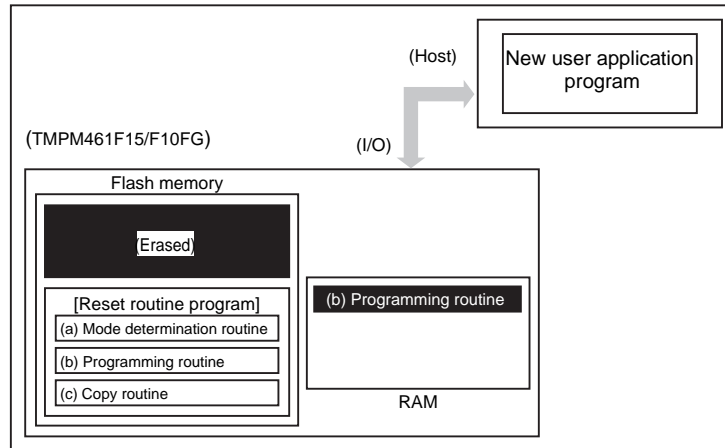 (Host)
New user application
program
(TMPM461F15/F10FG)
(I/O)
Flash memory
(Erased)
[Reset routine program]
(a) Mode determination routine
(b) Programming routine
(c) Copy routine
(b) Programming routine
RAM